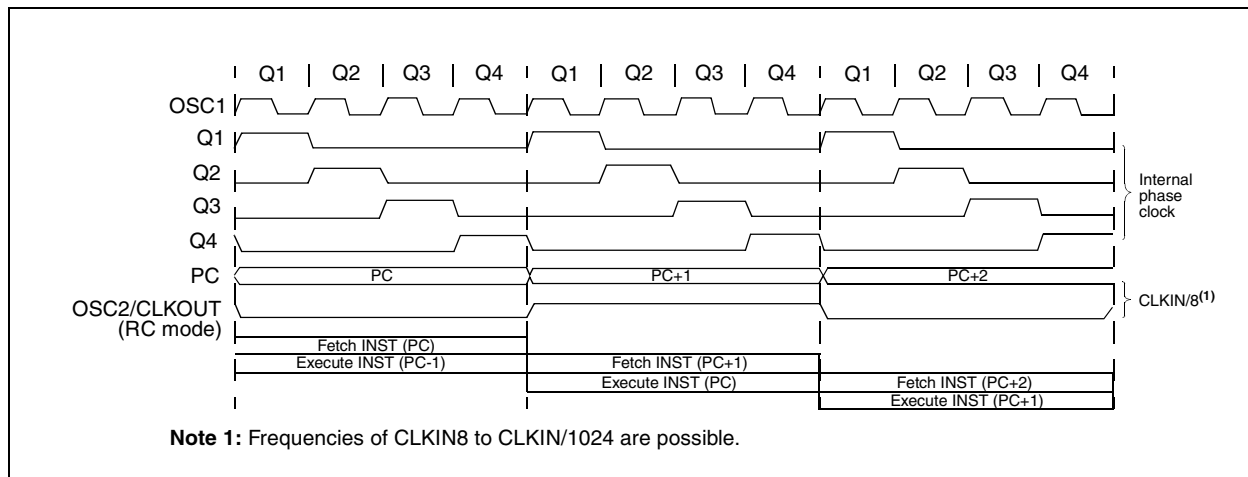 Q1 Q2 Q3 Q4 Q1 Q2 Q3 Q4 Q1 Q2 Q3 Q4
OSC1
Q1
Q2
Q3
Q4
Internal
phase
clock
PC PC PC+1 PC+2
OSC2/CLKOUT
(RC mode)
CLKIN/8(1)
Fetch INST (PC)
Execute INST (PC-1) Fetch INST (PC+1)
Execute INST (PC) Fetch INST (PC+2)
Execute INST (PC+1)
Note 1: Frequencies of CLKIN8 to CLKIN/1024 are possible.